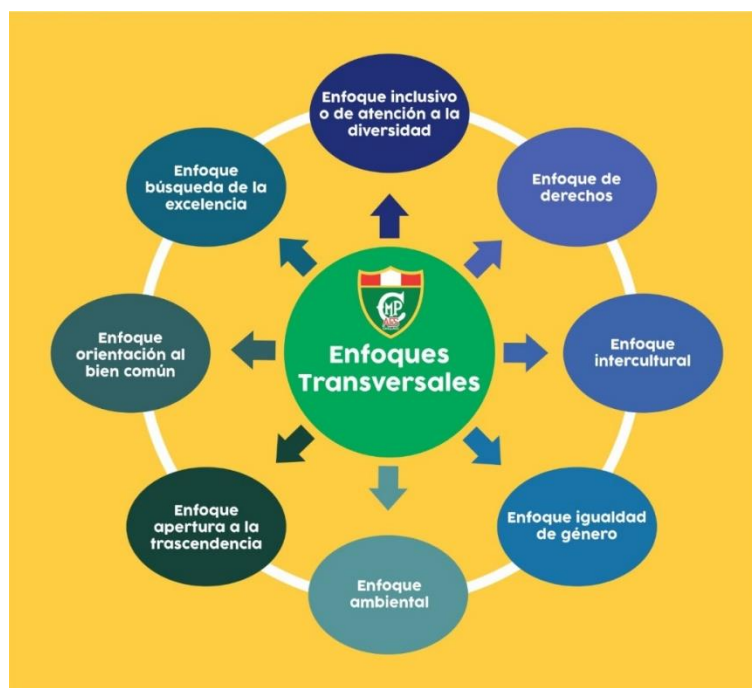 Enfoque inclusivo
o de atención a la
diversidad
Enfoque de
derechos
Enfoque
intercultural
Enfoque igualdad
de género
Enfoque
ambiental
Enfoque
apertura a la
trascendencia
Enfoque
orientación al
bien común
Enfoque
búsqueda de la
excelencia
Enfoques
Transversales